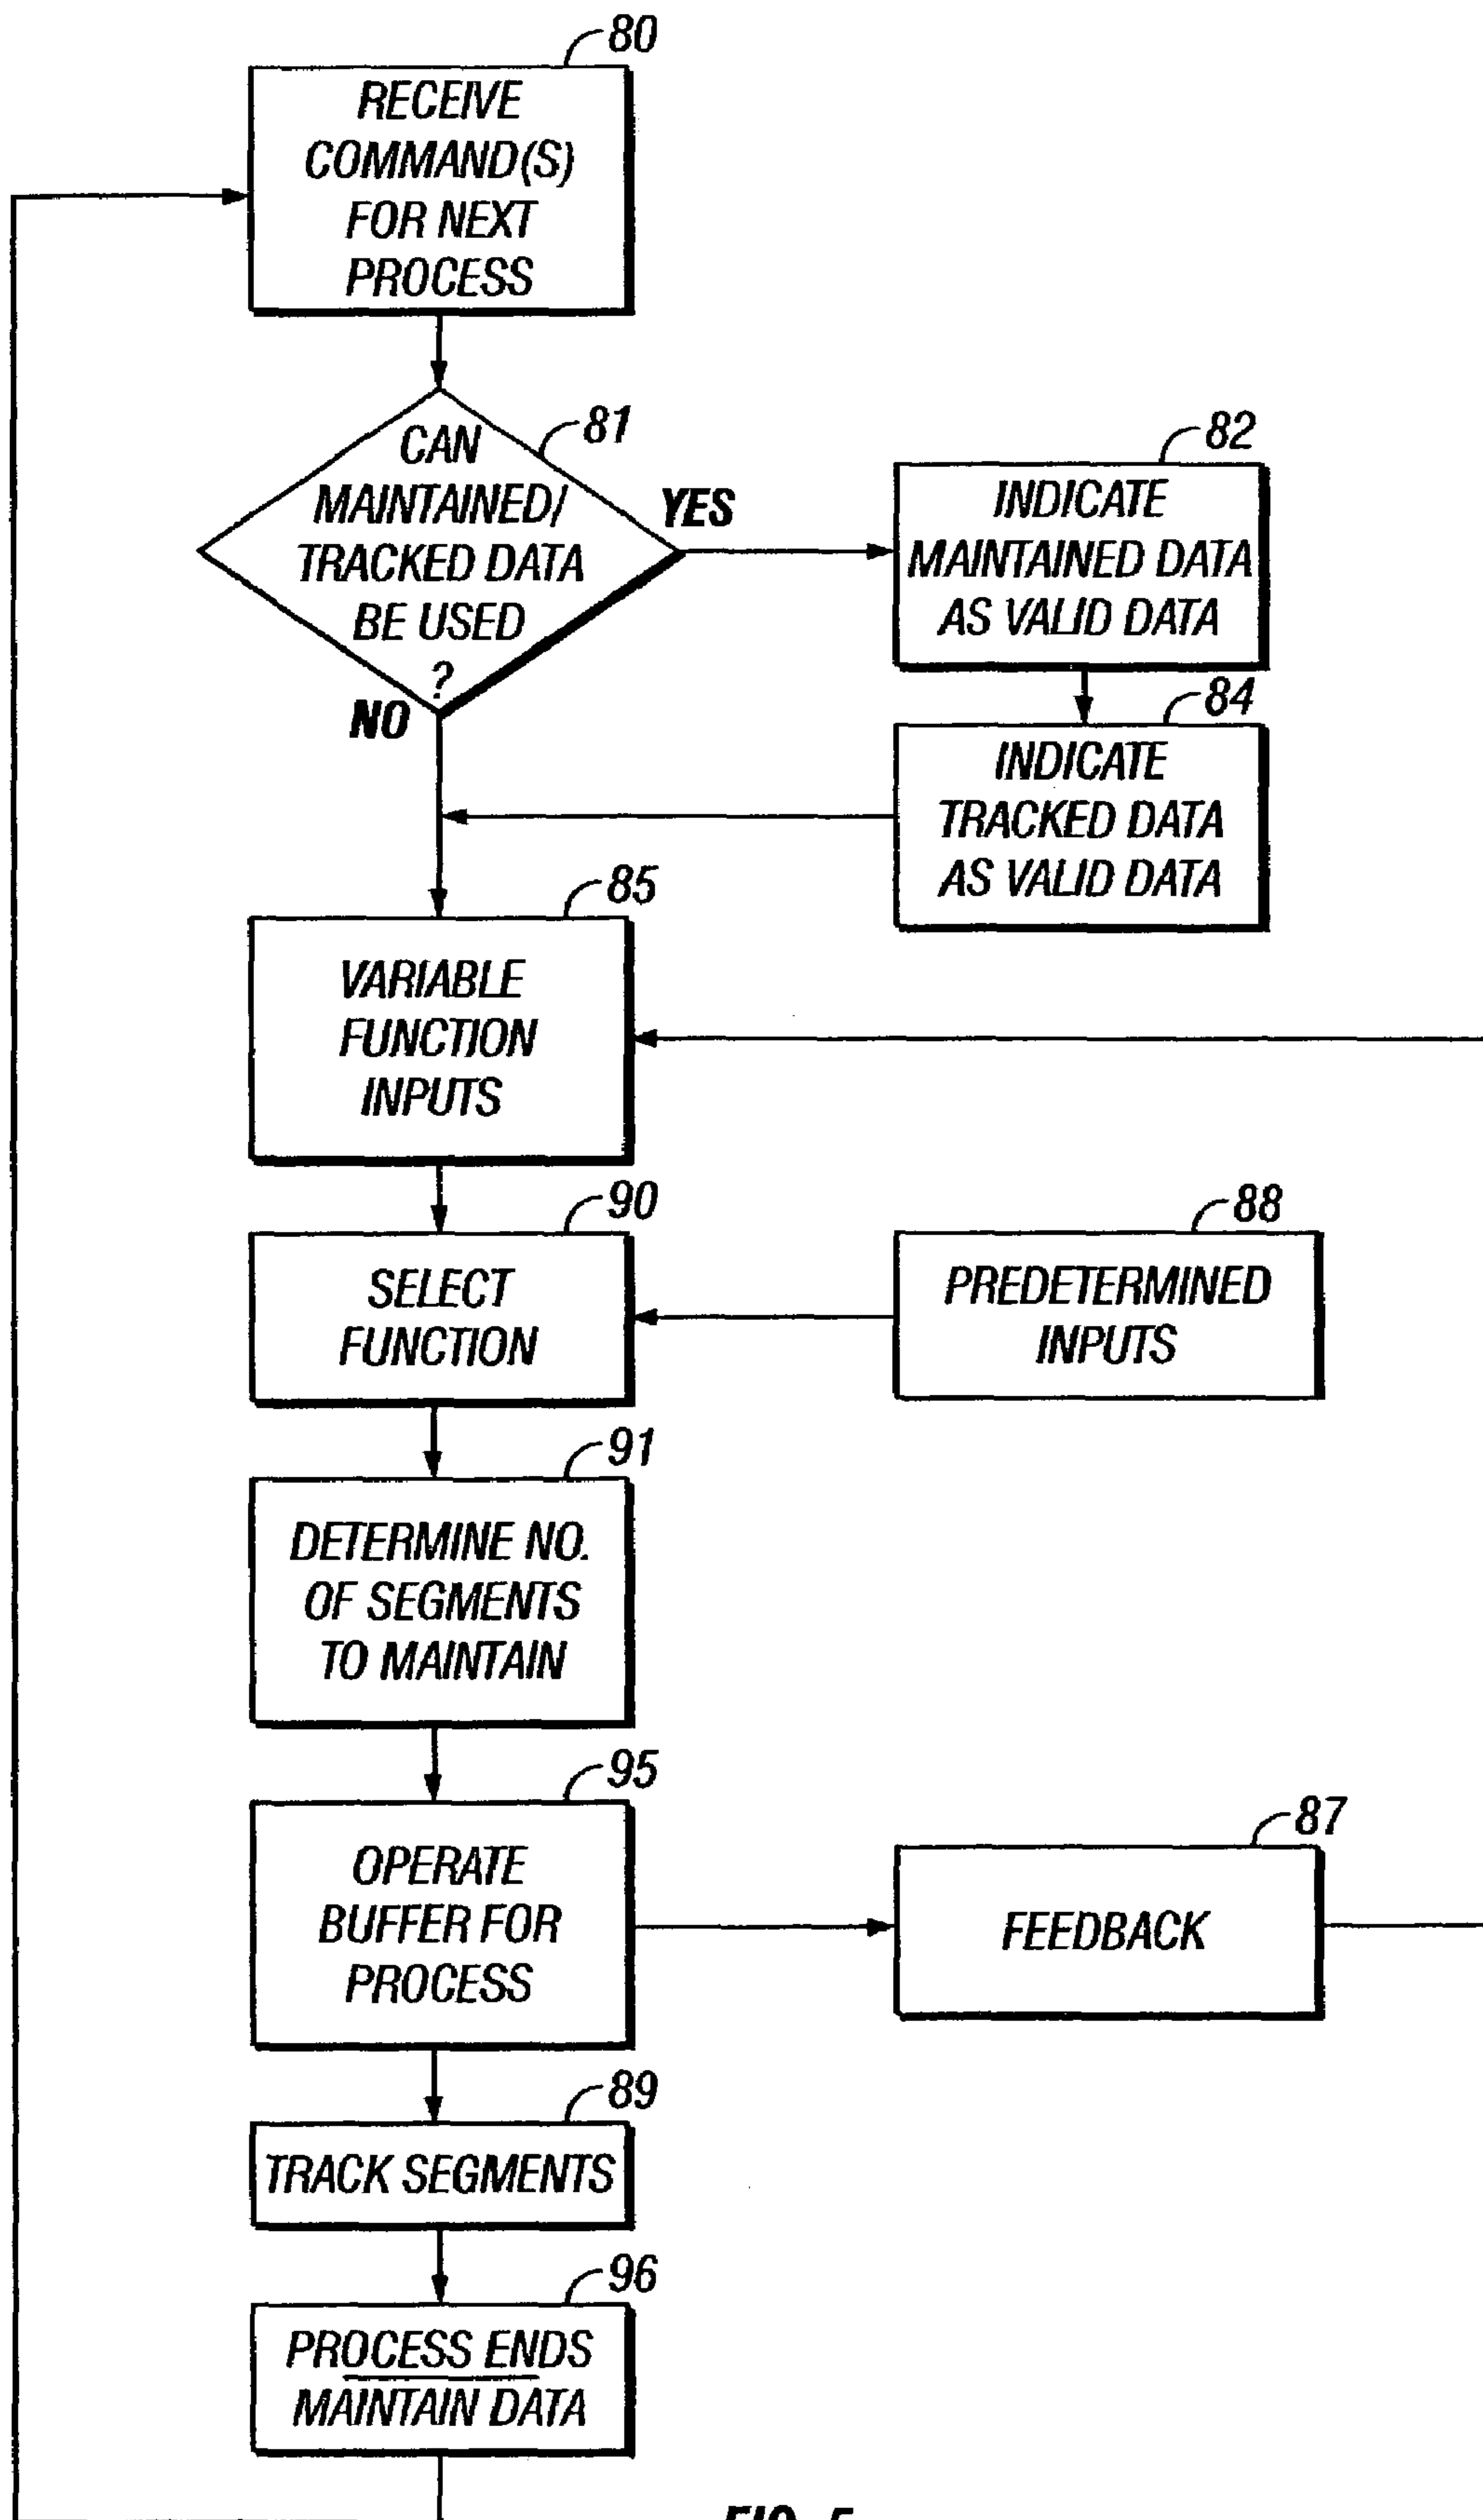 80
RECEIVE
COMMAND(S)
FOR NEXT
PROCESS
81
CAN
MAINTAINED/
TRACKED DATA
BE USED
?
YES
NO
82
INDICATE
MAINTAINED DATA
AS VALID DATA
84
INDICATE
TRACKED DATA
AS VALID DATA
85
VARIABLE
FUNCTION
INPUTS
90
SELECT
FUNCTION
88
PREDETERMINED
INPUTS
91
DETERMINE NO.
OF SEGMENTS
TO MAINTAIN
95
OPERATE
BUFFER FOR
PROCESS
87
FEEDBACK
89
TRACK SEGMENTS
96
PROCESS ENDS
MAINTAIN DATA